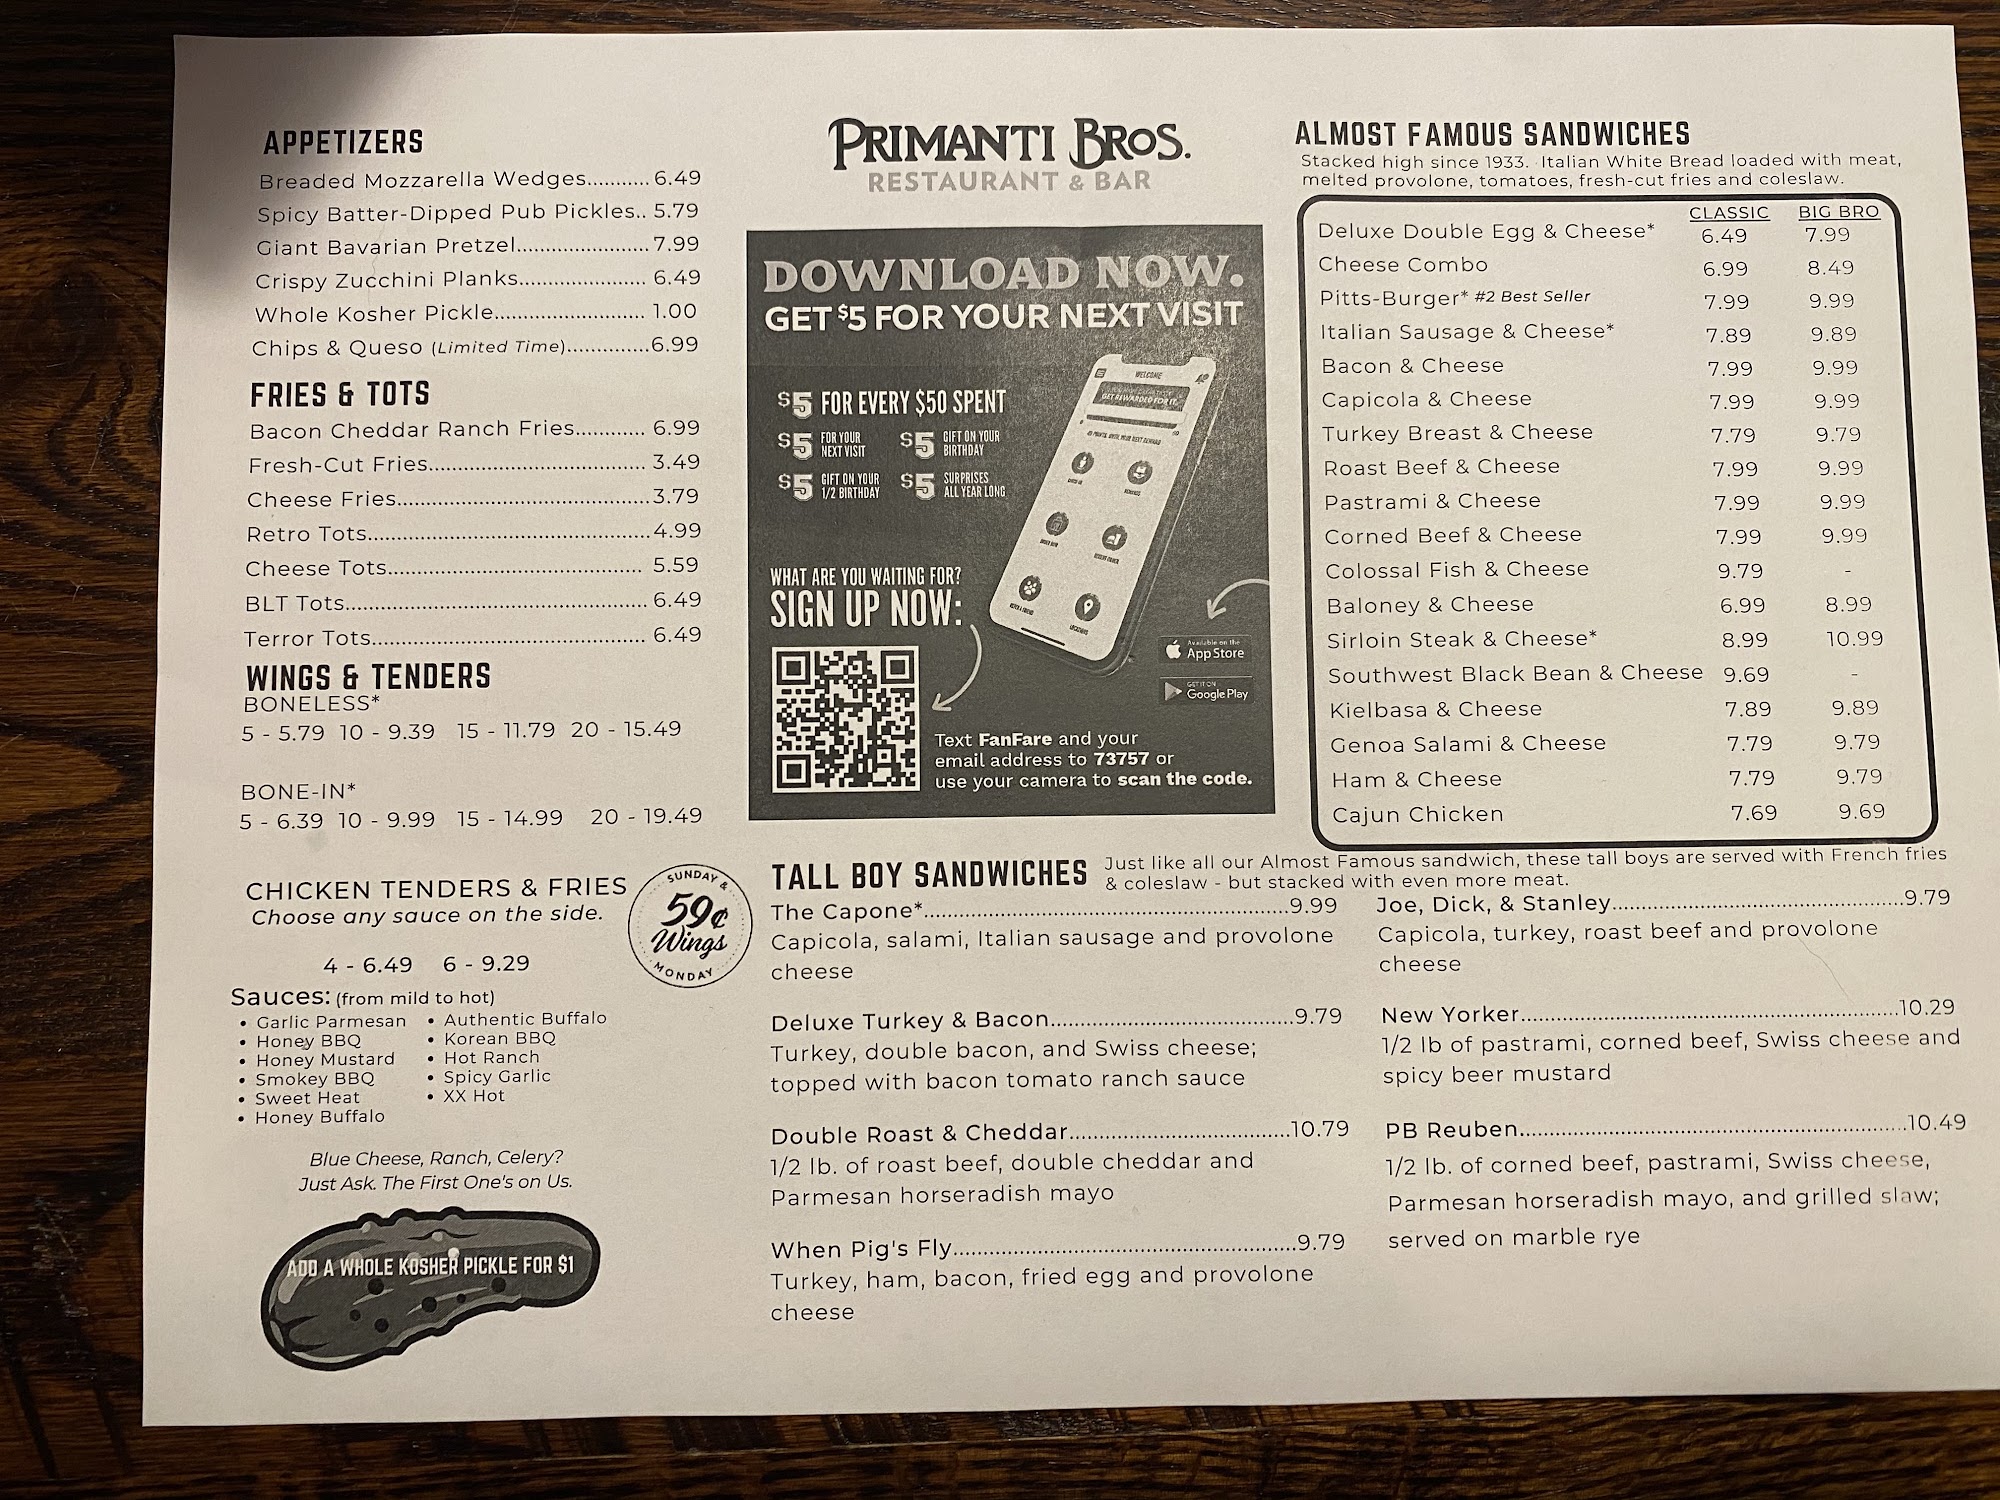 APPETIZERS
Breaded Mozzarella Wedges...........6.49
Spicy Batter-Dipped Pub Pickles.. 5.79
Giant Bavarian Pretzel.......................7.99
Crispy Zucchini Planks...................... 6.49
Whole Kosher Pickle.......................... 1.00
Chips & Queso (Limited Time)..............6.99
FRIES & TOTS
Bacon Cheddar Ranch Fries............ 6.99
Fresh-Cut Fries..................................... 3.49
Cheese Fries...........................................3.79
Retro Tots................................................4.99
Cheese Tots........................................... 5.59
BLT Tots................................................... 6.49
Terror Tots.............................................. 6.49
WINGS & TENDERS
BONELESS*
5 - 5.79 10 - 9.39 15 - 11.79 20 - 15.49
BONE-IN*
5 - 6.39 10 - 9.99 15 - 14.99 20 - 19.49
CHICKEN TENDERS & FRIES
Choose any sauce on the side.
4 - 6.49 6 - 9.29
SUNDAY &
59¢
Wings
MONDAY
Sauces: (from mild to hot)
• Garlic Parmesan
• Honey BBQ
• Honey Mustard
• Smokey BBQ
• Sweet Heat
• Honey Buffalo
• Authentic Buffalo
• Korean BBQ
• Hot Ranch
• Spicy Garlic
• XX Hot
Blue Cheese, Ranch, Celery?
Just Ask. The First One's on Us.
ADD A WHOLE KOSHER PICKLE FOR $1
PRIMANTI BROS.
RESTAURANT & BAR
DOWNLOAD NOW.
GET $5 FOR YOUR NEXT VISIT
$5 FOR EVERY $50 SPENT
$5 FOR YOUR NEXT VISIT
$5 GIFT ON YOUR BIRTHDAY
$5 GIFT ON YOUR 1/2 BIRTHDAY
$5 SURPRISES ALL YEAR LONG
WELCOME
GET REWARDED FOR IT.
WHAT ARE YOU WAITING FOR?
SIGN UP NOW:
Available on the
App Store
GET IT ON
Google Play
Text FanFare and your
email address to 73757 or
use your camera to scan the code.
ALMOST FAMOUS SANDWICHES
Stacked high since 1933. Italian White Bread loaded with meat,
melted provolone, tomatoes, fresh-cut fries and coleslaw.
CLASSIC BIG BRO
Deluxe Double Egg & Cheese* 6.49 7.99
Cheese Combo 6.99 8.49
Pitts-Burger* #2 Best Seller 7.99 9.99
Italian Sausage & Cheese* 7.89 9.89
Bacon & Cheese 7.99 9.99
Capicola & Cheese 7.99 9.99
Turkey Breast & Cheese 7.79 9.79
Roast Beef & Cheese 7.99 9.99
Pastrami & Cheese 7.99 9.99
Corned Beef & Cheese 7.99 9.99
Colossal Fish & Cheese 9.79 -
Baloney & Cheese 6.99 8.99
Sirloin Steak & Cheese* 8.99 10.99
Southwest Black Bean & Cheese 9.69 -
Kielbasa & Cheese 7.89 9.89
Genoa Salami & Cheese 7.79 9.79
Ham & Cheese 7.79 9.79
Cajun Chicken 7.69 9.69
TALL BOY SANDWICHES
Just like all our Almost Famous sandwich, these tall boys are served with French fries
& coleslaw - but stacked with even more meat.
The Capone*......................................................9.99
Capicola, salami, Italian sausage and provolone
cheese
Deluxe Turkey & Bacon....................................9.79
Turkey, double bacon, and Swiss cheese;
topped with bacon tomato ranch sauce
Double Roast & Cheddar.................................10.79
1/2 lb. of roast beef, double cheddar and
Parmesan horseradish mayo
When Pig's Fly...................................................9.79
Turkey, ham, bacon, fried egg and provolone
cheese
Joe, Dick, & Stanley...........................................9.79
Capicola, turkey, roast beef and provolone
cheese
New Yorker.........................................................10.29
1/2 lb of pastrami, corned beef, Swiss cheese and
spicy beer mustard
PB Reuben..........................................................10.49
1/2 lb. of corned beef, pastrami, Swiss cheese,
Parmesan horseradish mayo, and grilled slaw;
served on marble rye